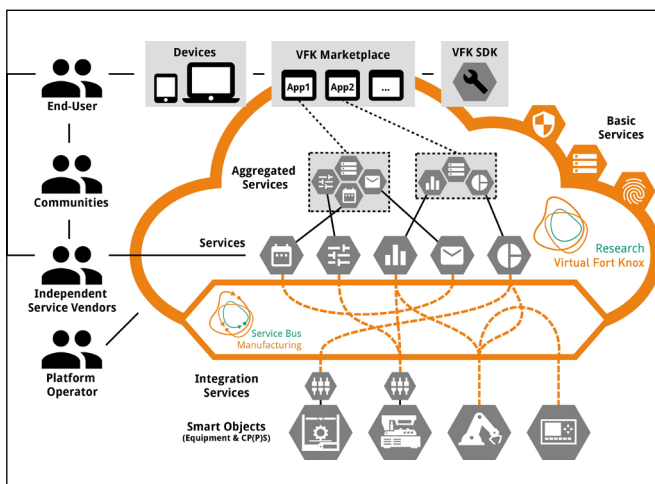 Devices
VFK Marketplace
VFK SDK
App1
App2
...
End-User
Basic
Services
Aggregated
Services
Communities
Services
Research
Virtual Fort Knox
Independent
Service Vendors
Service Bus
Manufacturing
Platform
Operator
Integration
Services
Smart Objects
(Equipment & CP(P)S)